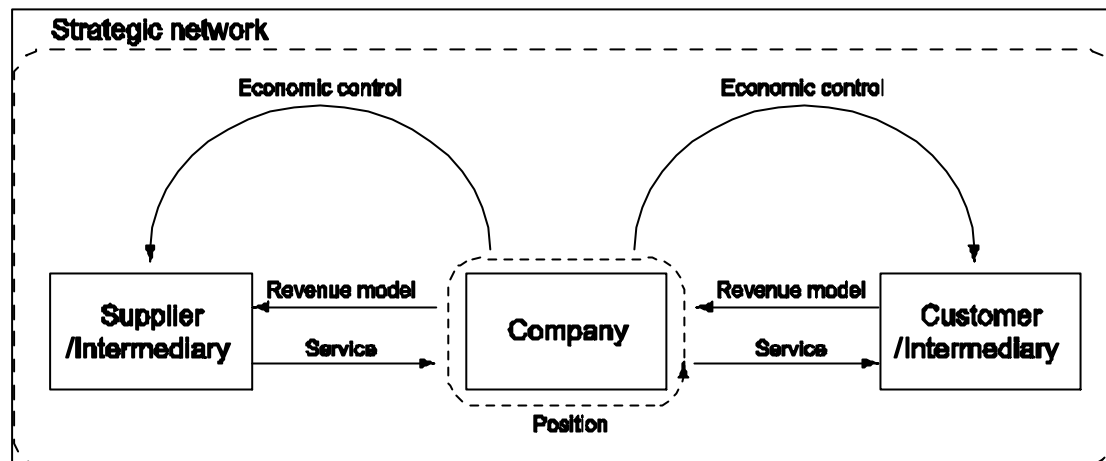 Strategic network
Economic control
Economic control
Supplier
/Intermediary
Revenue model
Service
Company
Position
Revenue model
Service
Customer
/Intermediary